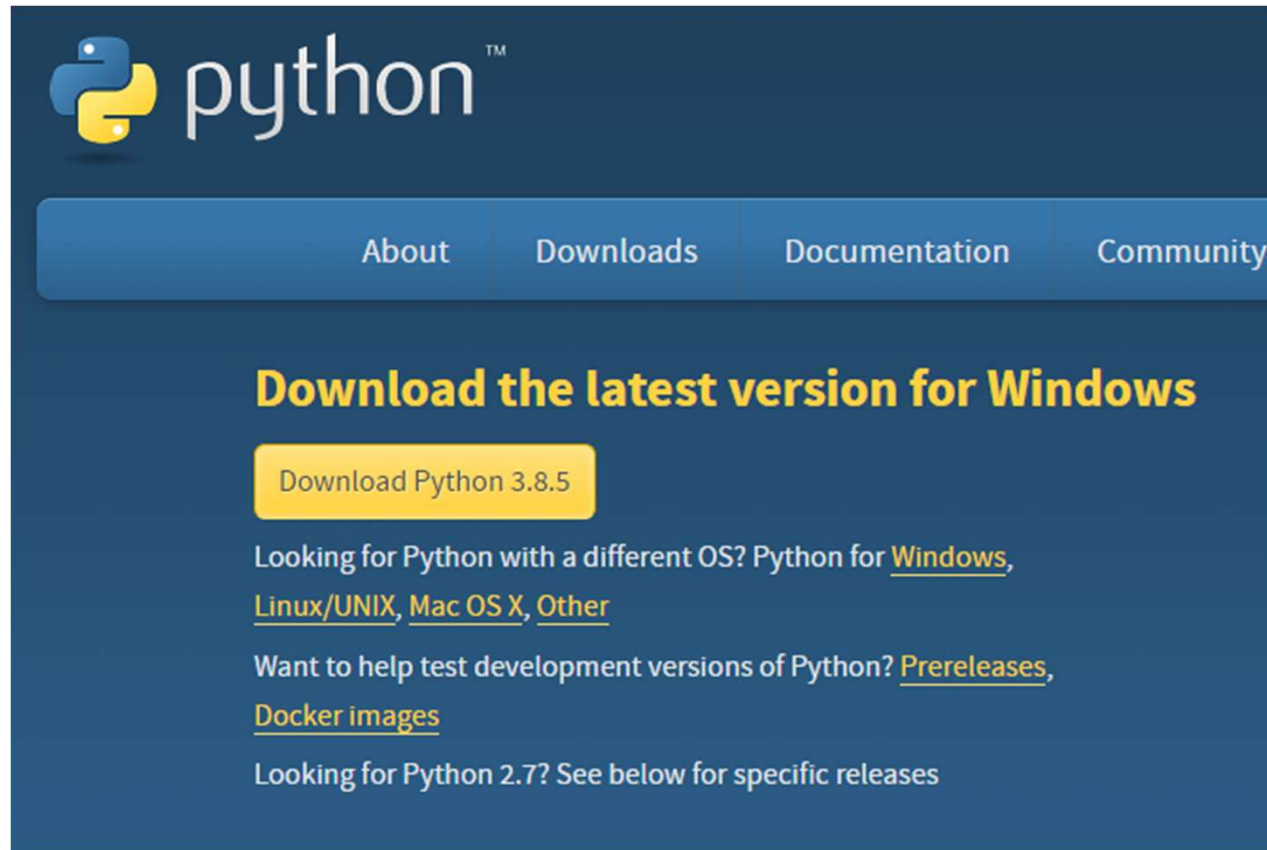 python™
About Downloads Documentation Community
Download the latest version for Windows
Download Python 3.8.5
Looking for Python with a different OS? Python for Windows,
Linux/UNIX, Mac OS X, Other
Want to help test development versions of Python? Prereleases,
Docker images
Looking for Python 2.7? See below for specific releases